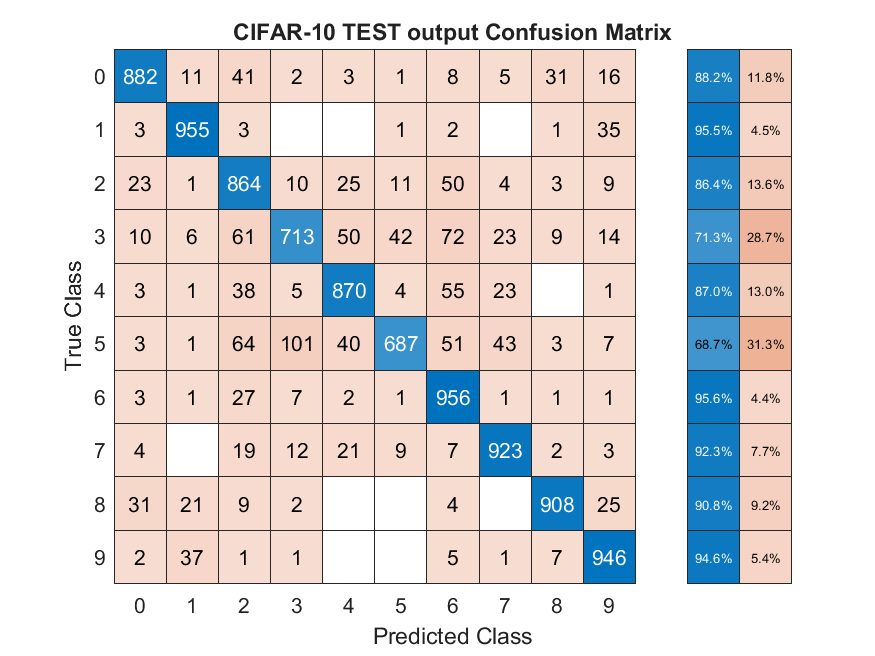 CIFAR-10 TEST output Confusion Matrix
0 882 11 41 2 3 1 8 5 31 16 88.2% 11.8%
1 3 955 3 1 2 1 35 95.5% 4.5%
2 23 1 864 10 25 11 50 4 3 9 86.4% 13.6%
3 10 6 61 713 50 42 72 23 9 14 71.3% 28.7%
4 3 1 38 5 870 4 55 23 1 87.0% 13.0%
5 3 1 64 101 40 687 51 43 3 7 68.7% 31.3%
6 3 1 27 7 2 1 956 1 1 1 95.6% 4.4%
7 4 19 12 21 9 7 923 2 3 92.3% 7.7%
8 31 21 9 2 4 908 25 90.8% 9.2%
9 2 37 1 1 5 1 7 946 94.6% 5.4%
0 1 2 3 4 5 6 7 8 9
Predicted Class
True Class